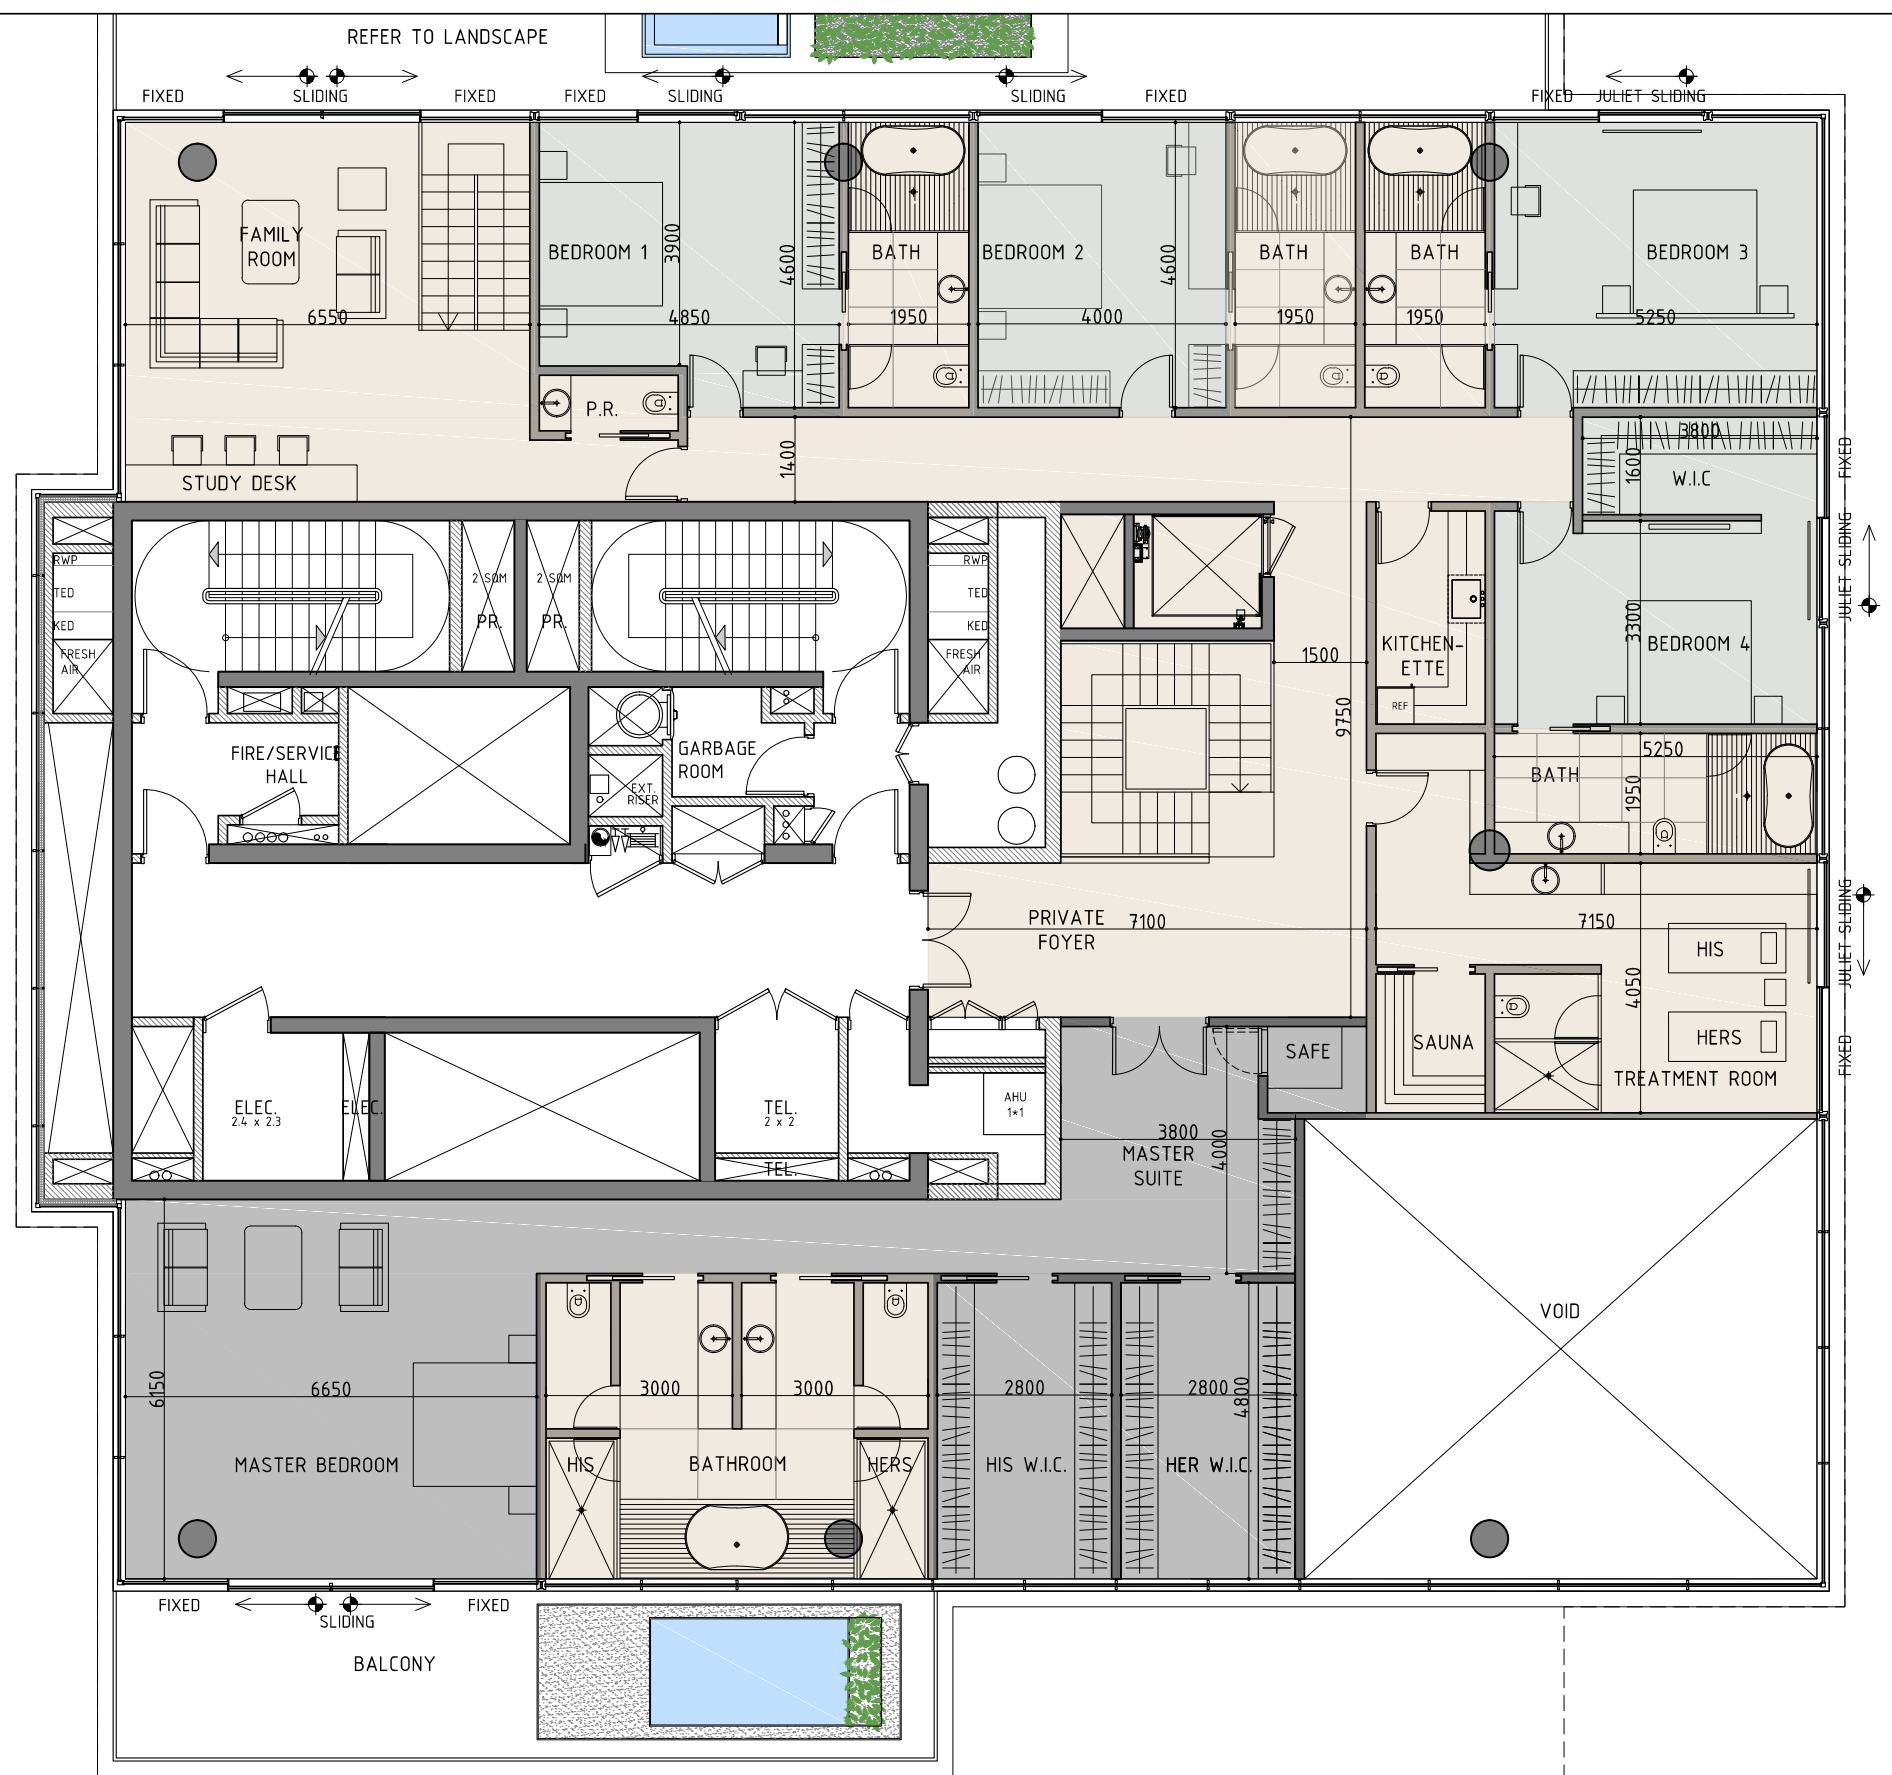 REFER TO LANDSCAPE
FIXED
SLIDING
FIXED
FIXED
SLIDING
SLIDING
FIXED
FIXED
JULIET SLIDING
FAMILY
ROOM
BEDROOM 1
3900
4600
BATH
BEDROOM 2
4600
BATH
BATH
BEDROOM 3
6550
4850
1950
4000
1950
1950
5250
P.R.
STUDY DESK
1400
3800
1600
W.I.C
FIXED
RWP
TED
KED
FRESH
AIR
2 SQM
PR.
2 SQM
PR.
RWP
TED
KED
FRESH
AIR
1500
KITCHEN-
ETTE
REF
3300
BEDROOM 4
JULIET SLIDING
9750
FIRE/SERVICE
HALL
GARBAGE
ROOM
EXT.
RISER
5250
BATH
1950
PRIVATE
FOYER
7100
7150
HIS
4050
HERS
JULIET SLIDING
FIXED
SAFE
SAUNA
TREATMENT ROOM
ELEC.
2.4 x 2.3
ELEC.
TEL.
2 x 2
TEL.
AHU
1*1
3800
4000
MASTER
SUITE
VOID
6150
6650
3000
3000
2800
2800
4800
MASTER BEDROOM
HIS
BATHROOM
HERS
HIS W.I.C.
HER W.I.C.
FIXED
SLIDING
FIXED
BALCONY